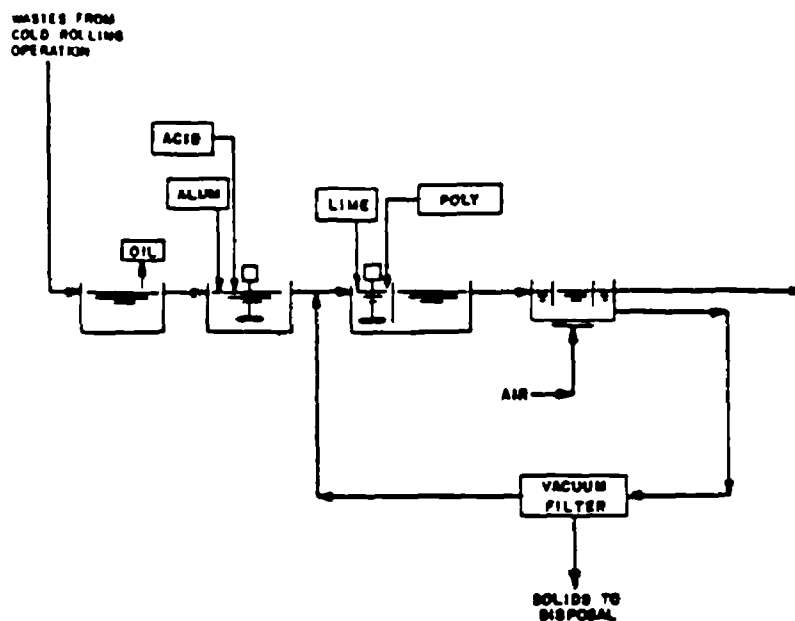 WASTES FROM
COLD ROLLING
OPERATION
ACID
ALUM
LIME
POLY
OIL
AIR
VACUUM
FILTER
SOLIDS TO
DISPOSAL